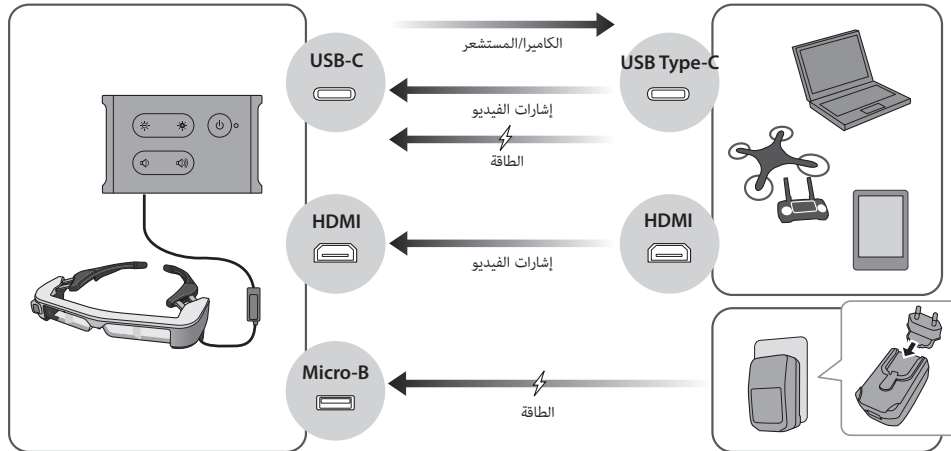 الكاميرا/المستشعر
USB-C
USB Type-C
إشارات الفيديو
الطاقة
HDMI
HDMI
إشارات الفيديو
Micro-B
الطاقة